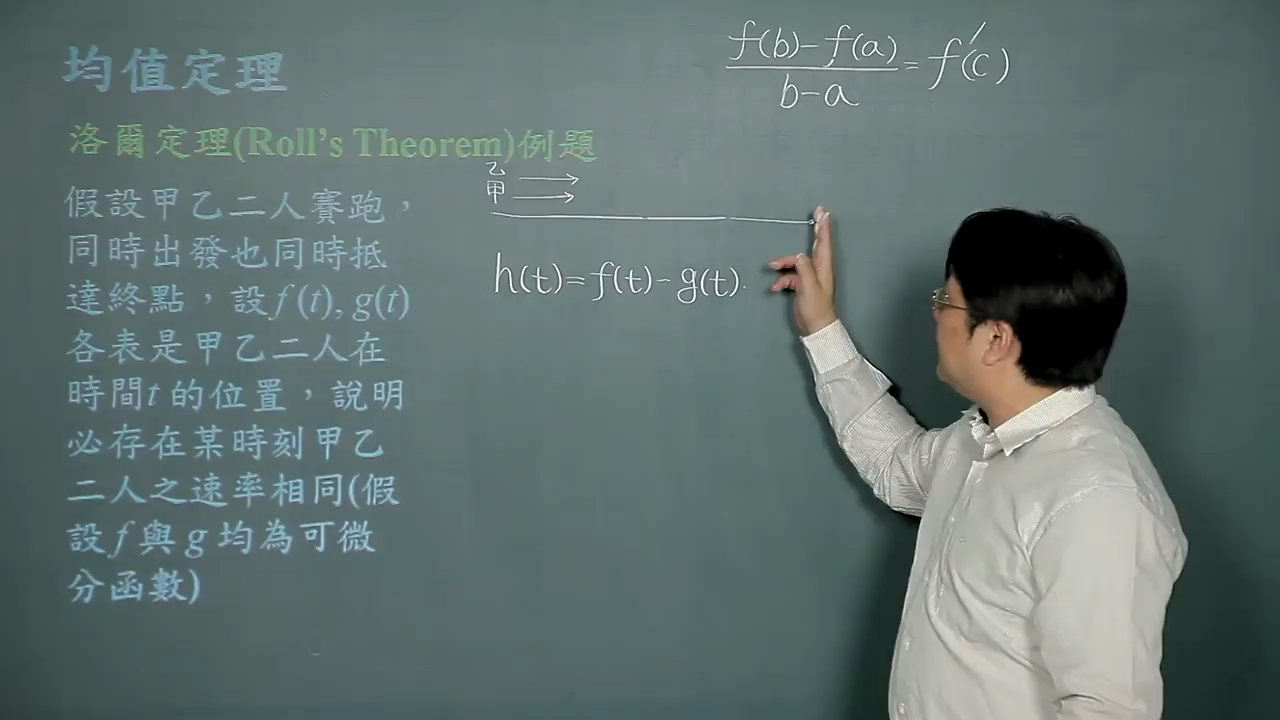 均值定理
洛爾定理(Roll's Theorem)例題
假設甲乙二人賽跑，
同時出發也同時抵
達終點，設f(t), g(t)
各表是甲乙二人在
時間t的位置，說明
必存在某時刻甲乙
二人之速率相同(假
設f與g均為可微
分函數)
f(b)-f(a)
b-a
= f'(c)
乙
甲
h(t)=f(t)-g(t).